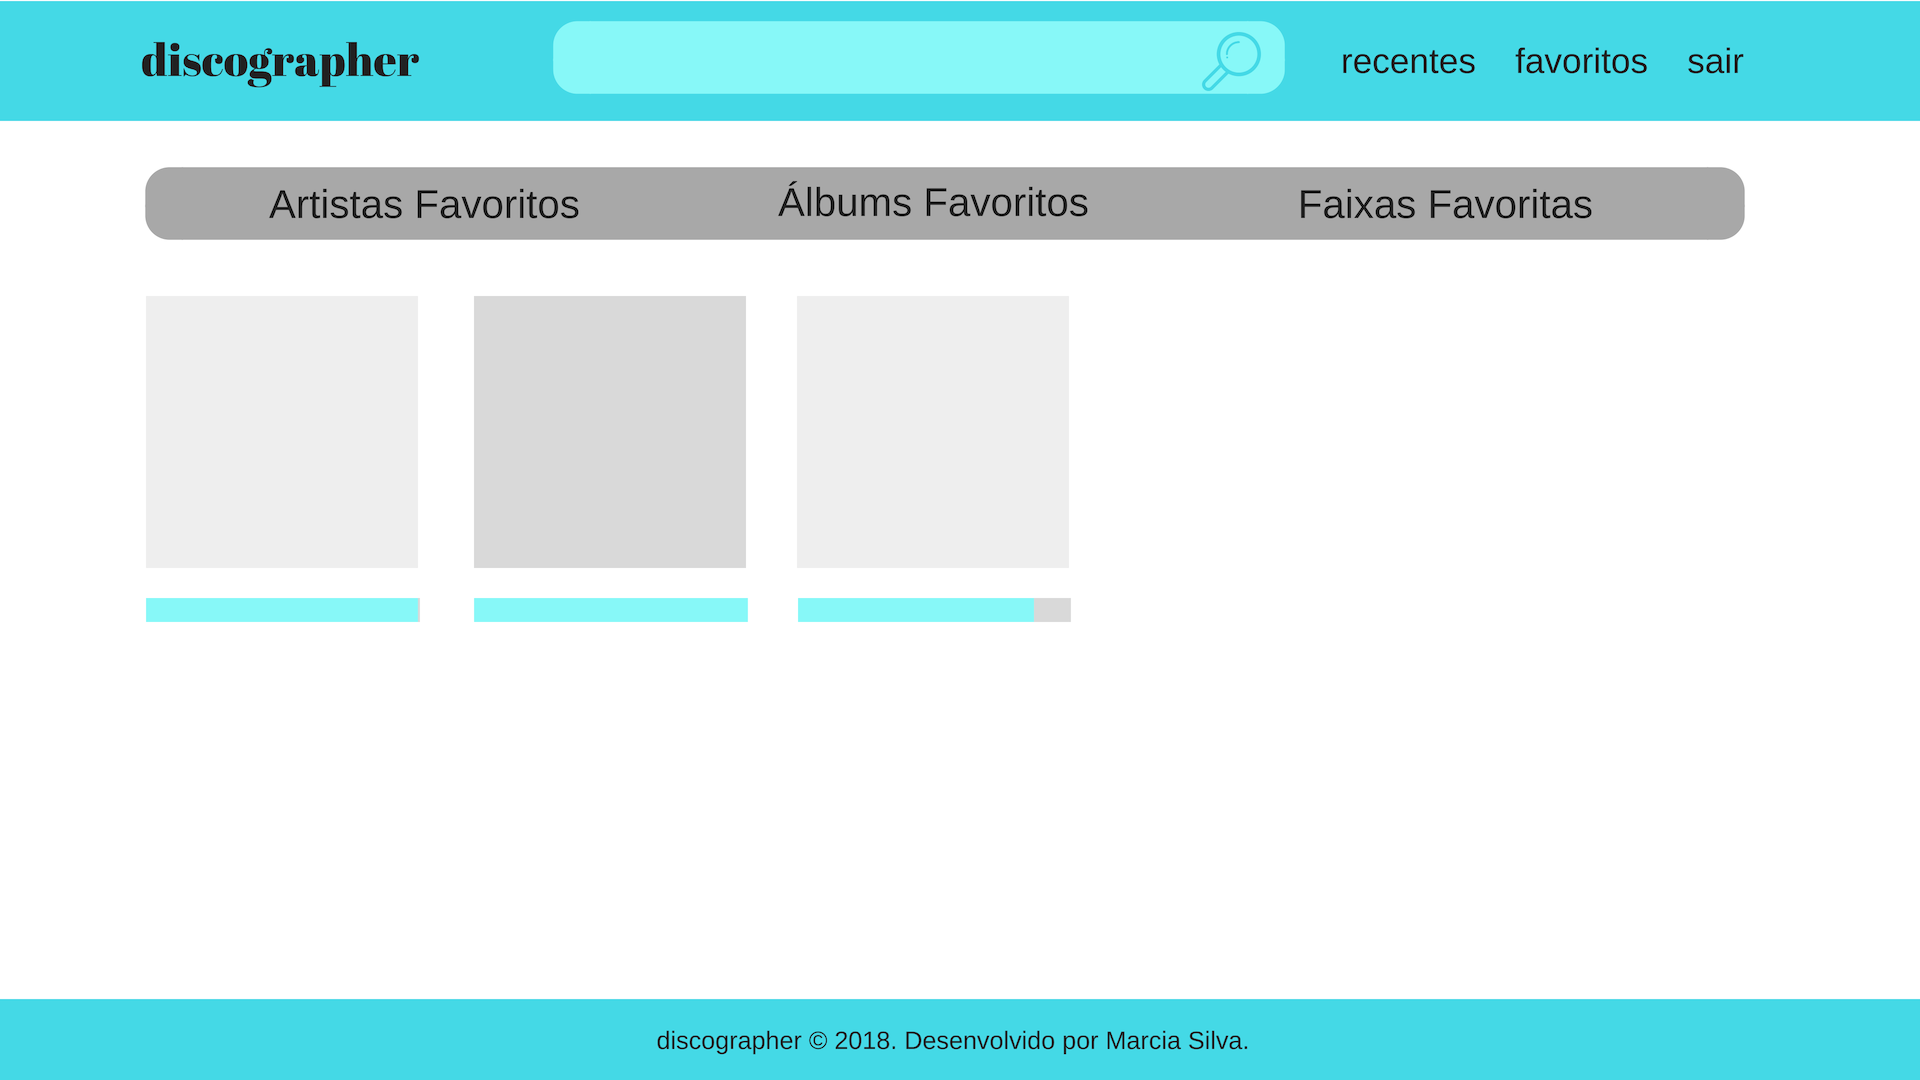 discographer
recentes favoritos sair
Artistas Favoritos Álbums Favoritos Faixas Favoritas
discographer © 2018. Desenvolvido por Marcia Silva.